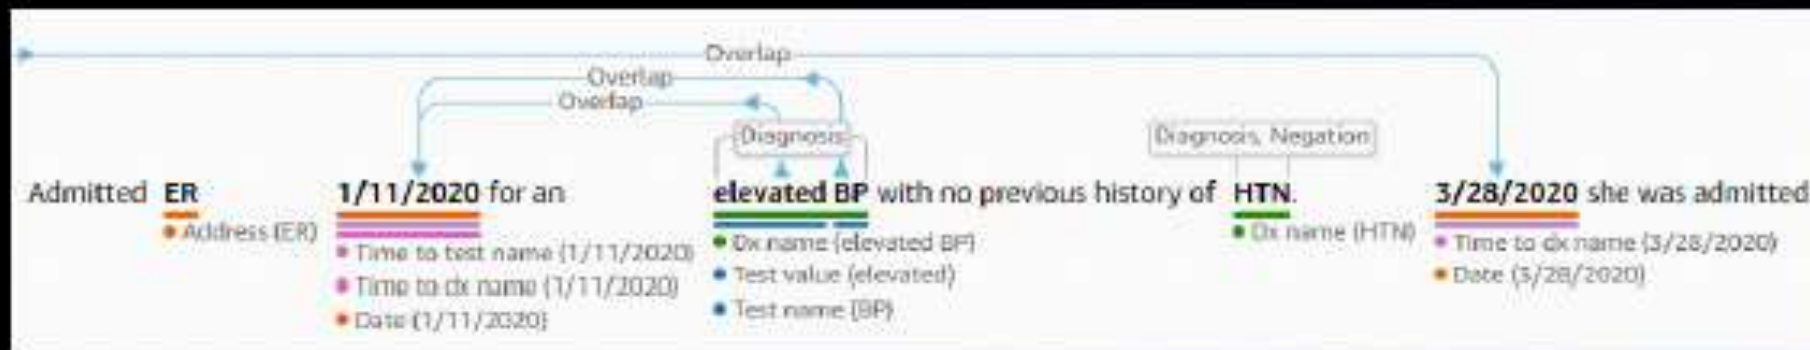 Overlap
Overlap
Overlap
Diagnosis
Diagnosis, Negation
Admitted ER 1/11/2020 for an elevated BP with no previous history of HTN. 3/28/2020 she was admitted
Address (ER)
Dx name (elevated BP)
Dx name (HTN)
Time to test name (1/11/2020)
Time to dx name (3/28/2020)
Test value (elevated)
Date (3/28/2020)
Time to dx name (1/11/2020)
Test name (BP)
Date (1/11/2020)